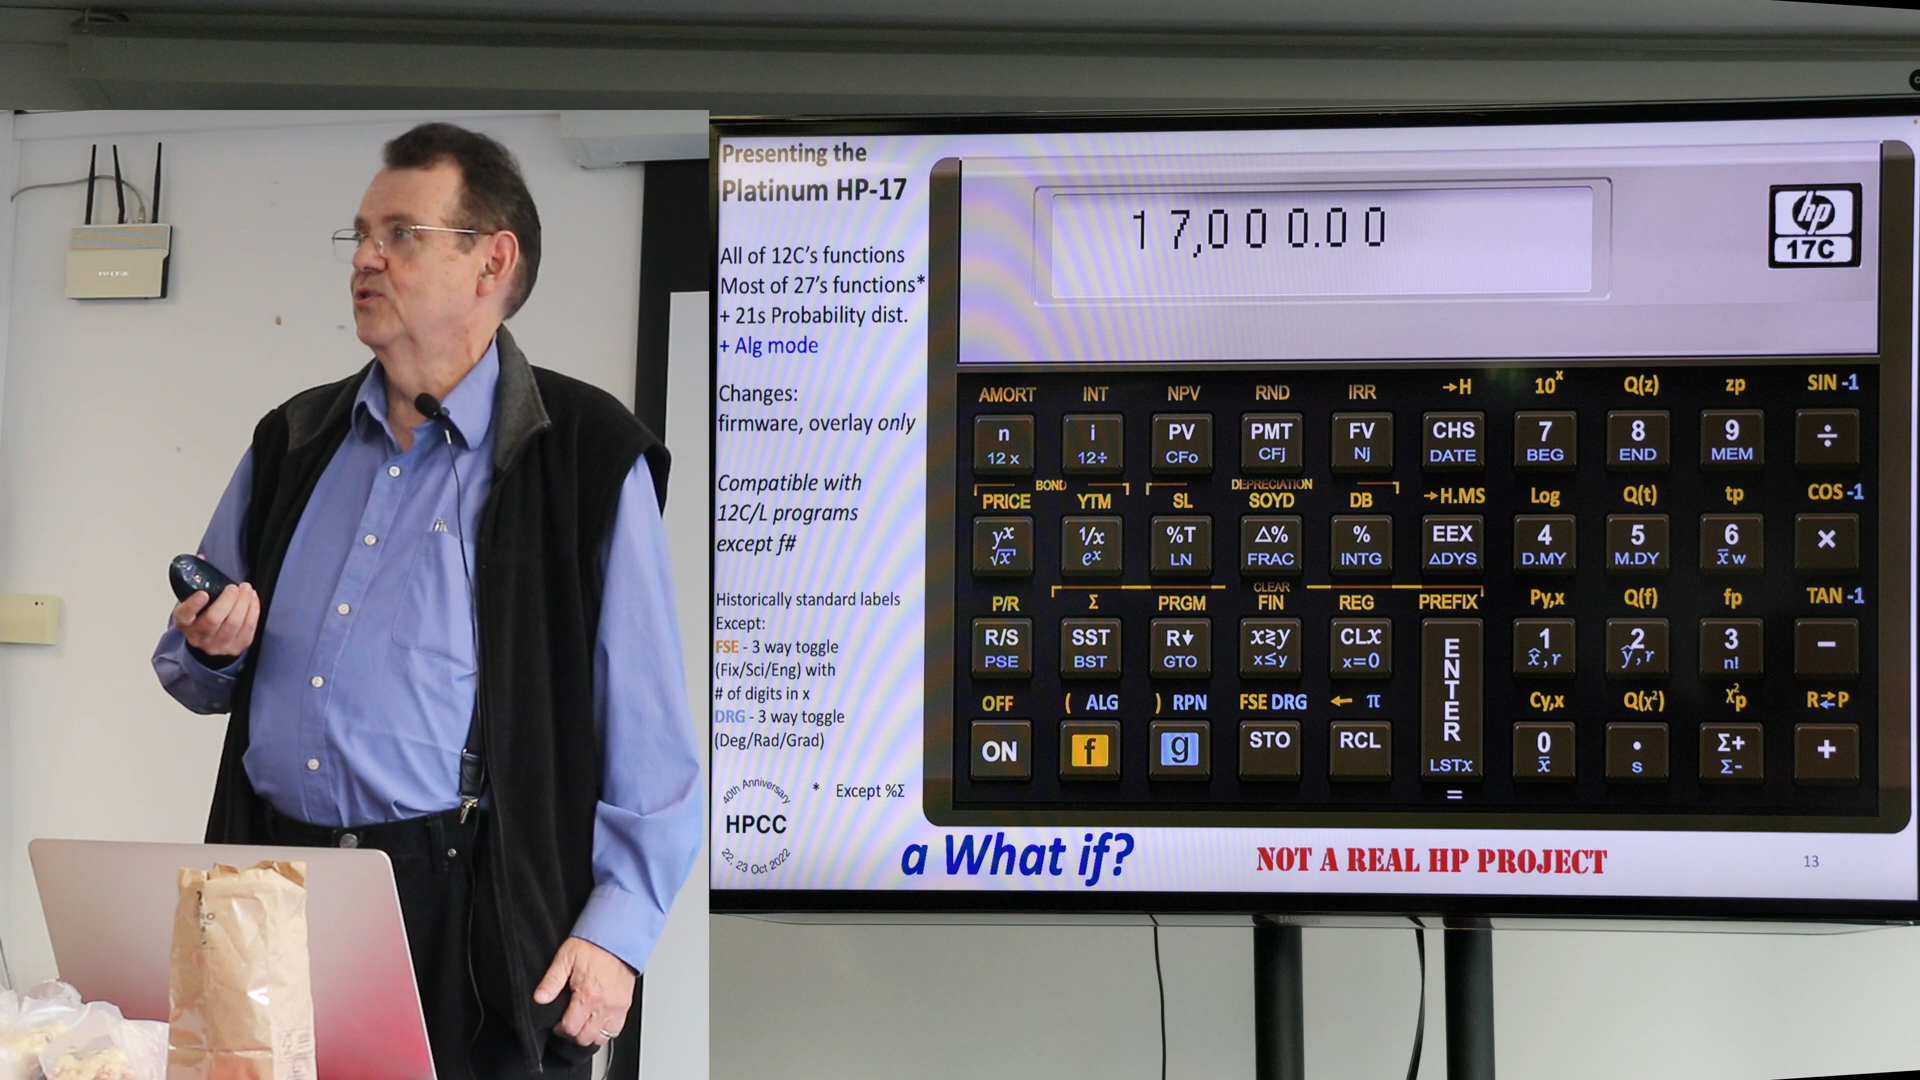 Presenting the
Platinum HP-17
All of 12C's functions
Most of 27's functions*
+ 21s Probability dist.
+ Alg mode
Changes:
firmware, overlay only
Compatible with
12C/L programs
except f#
Historically standard labels
Except:
FSE - 3 way toggle
(Fix/Sci/Eng) with
# of digits in x
DRG - 3 way toggle
(Deg/Rad/Grad)
* Except %Σ
40th Anniversary
HPCC
22, 23 Oct 2022
17,000.00
hp
17C
AMORT INT NPV RND IRR →H 10ˣ Q(z) zp SIN -1
n i PV PMT FV CHS 7 8 9 ÷
12 x 12÷ CFo CFj Nj DATE BEG END MEM
BOND DEPRECIATION
PRICE YTM SL SOYD DB →H.MS Log Q(t) tp COS -1
yˣ 1/x %T Δ% % EEX 4 5 6 ×
√x eˣ LN FRAC INTG ΔDYS D.MY M.DY x̄w
CLEAR
P/R Σ PRGM FIN REG PREFIX Py,x Q(f) fp TAN -1
R/S SST R↓ x≷y CLx ENTER 1 2 3 −
PSE BST GTO x≤y x=0 x̂,r ŷ,r n!
OFF ( ALG ) RPN FSE DRG ← π Cy,x Q(χ²) χ²p R⇄P
ON f g STO RCL 0 • Σ+ +
LSTx x̄ s Σ-
=
a What if?
NOT A REAL HP PROJECT
13